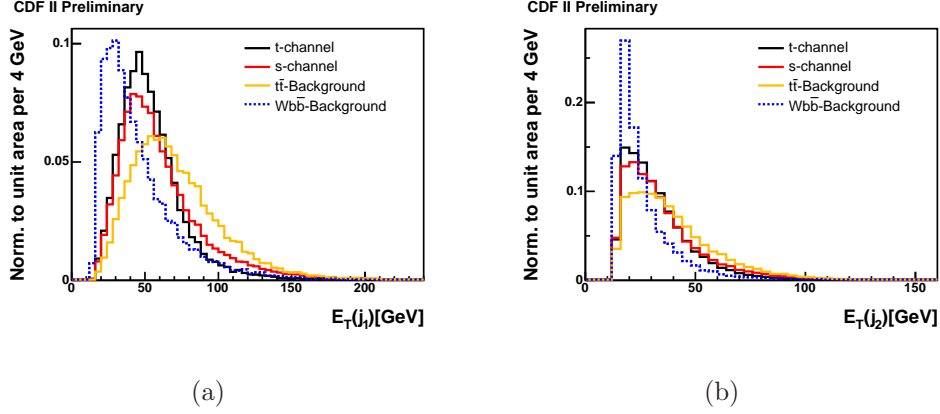 CDF II Preliminary
Norm. to unit area per 4 GeV
0.1
0.05
0
t-channel
s-channel
tt̄-Background
Wbb̄-Background
0 50 100 150 200
E_T(j_1)[GeV]
(a)
CDF II Preliminary
Norm. to unit area per 4 GeV
0.2
0.1
0
t-channel
s-channel
tt̄-Background
Wbb̄-Background
0 50 100 150
E_T(j_2)[GeV]
(b)